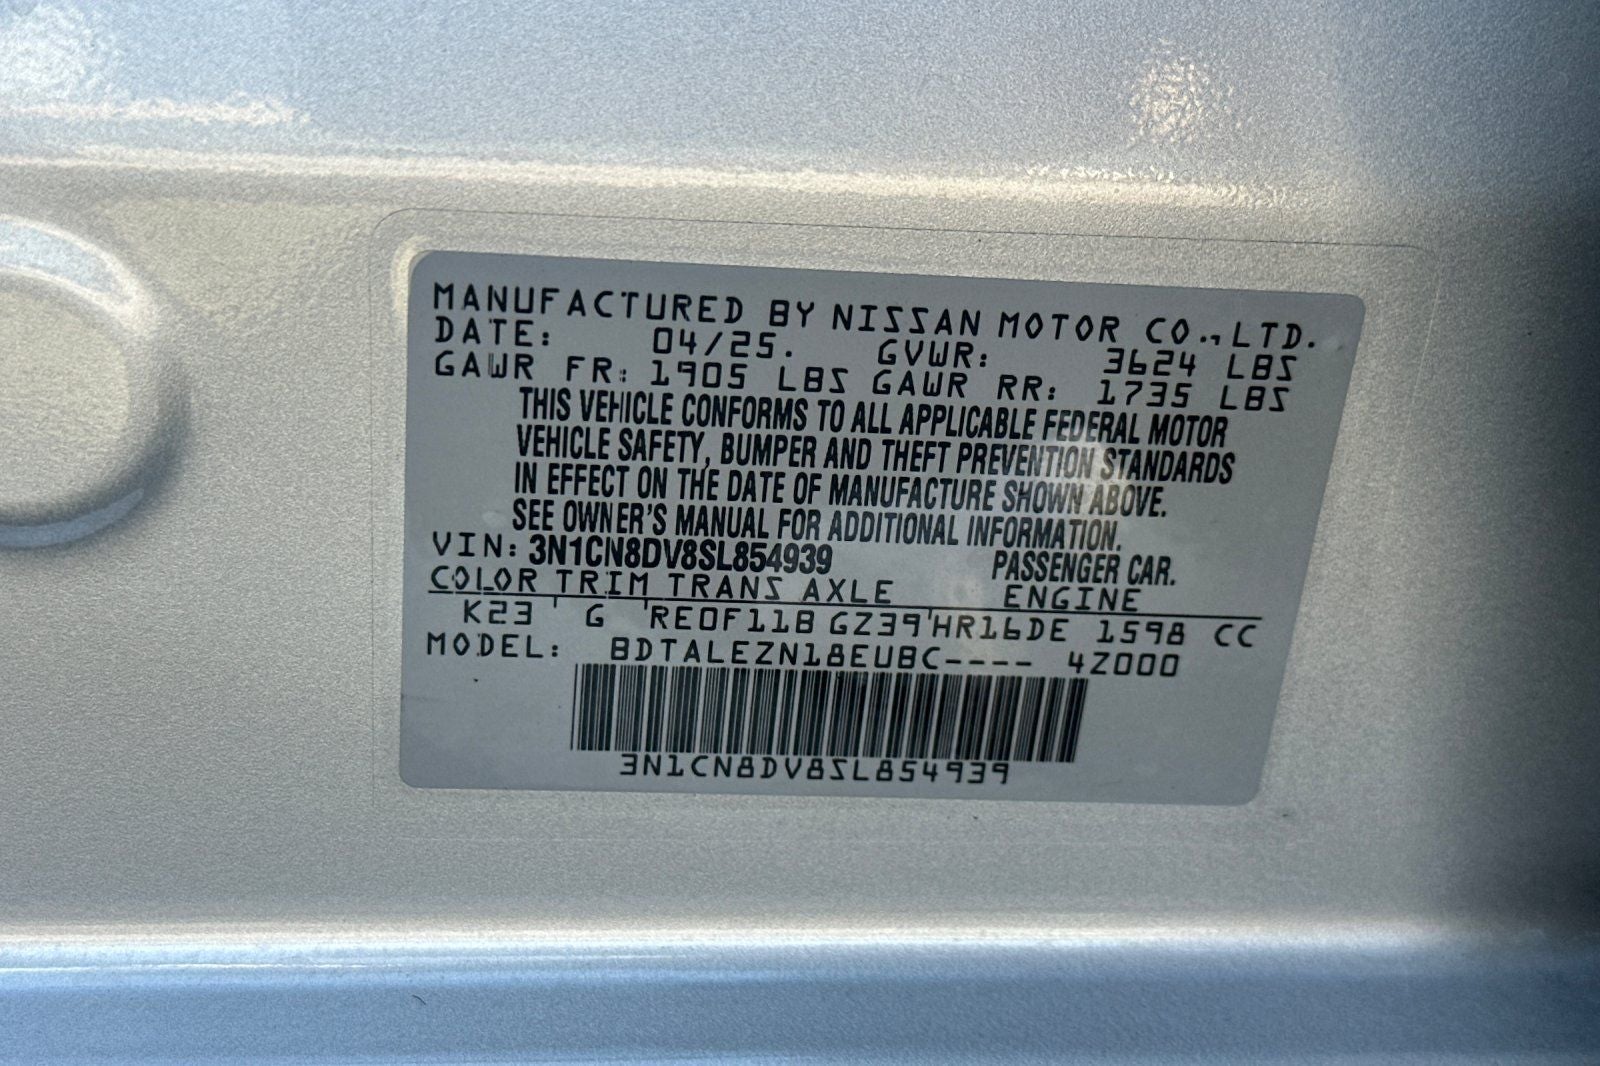 MANUFACTURED BY NISSAN MOTOR CO., LTD.
DATE: 04/25. GVWR: 3624 LBS
GAWR FR: 1905 LBS GAWR RR: 1735 LBS
THIS VEHICLE CONFORMS TO ALL APPLICABLE FEDERAL MOTOR
VEHICLE SAFETY, BUMPER AND THEFT PREVENTION STANDARDS
IN EFFECT ON THE DATE OF MANUFACTURE SHOWN ABOVE.
SEE OWNER'S MANUAL FOR ADDITIONAL INFORMATION.
VIN: 3N1CN8DV8SL854939 PASSENGER CAR.
COLOR TRIM TRANS AXLE ENGINE
K23 ' G 'RE0F11B GZ39'HR16DE 1598 CC
MODEL: BDTALEZN18EUBC---- 4Z000
3N1CN8DV8SL854939